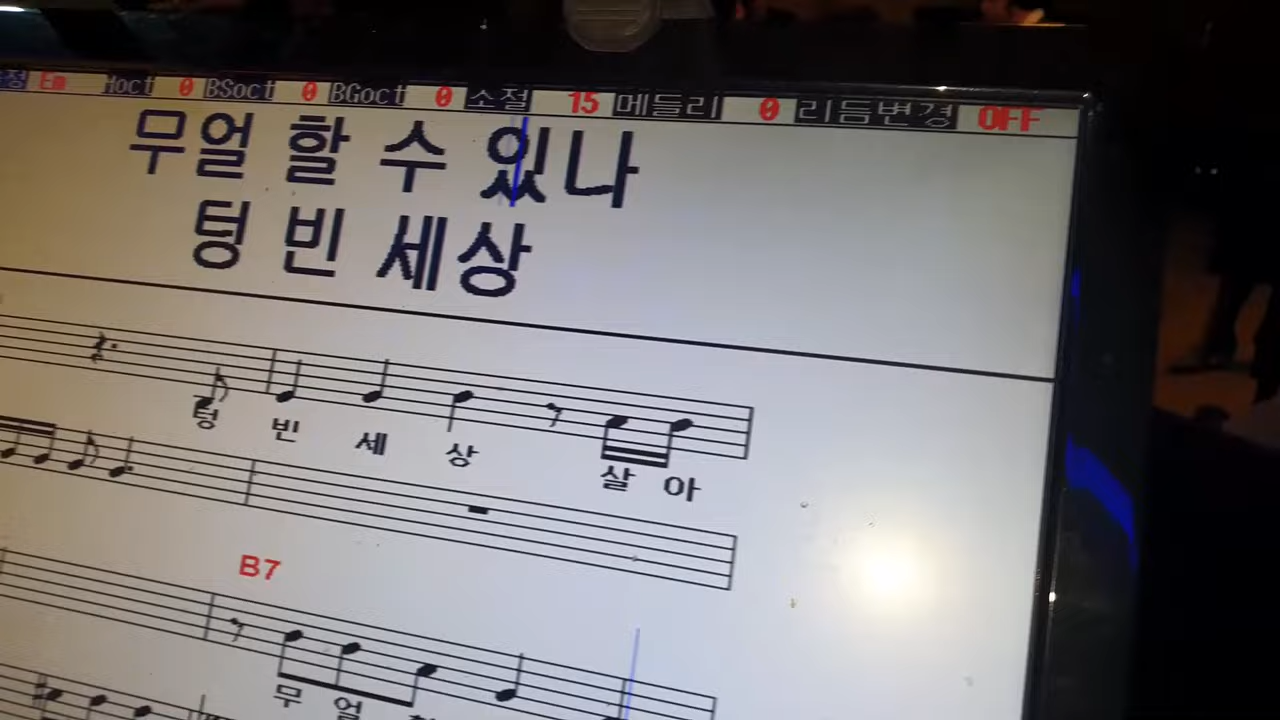 정 Em Hoct 0 BSoct 0 BGoct 0 소절 15 메들리 0 리듬변경 OFF
무얼 할 수 있나
텅 빈 세상
텅 빈 세 상 살 아
B7
무 얼